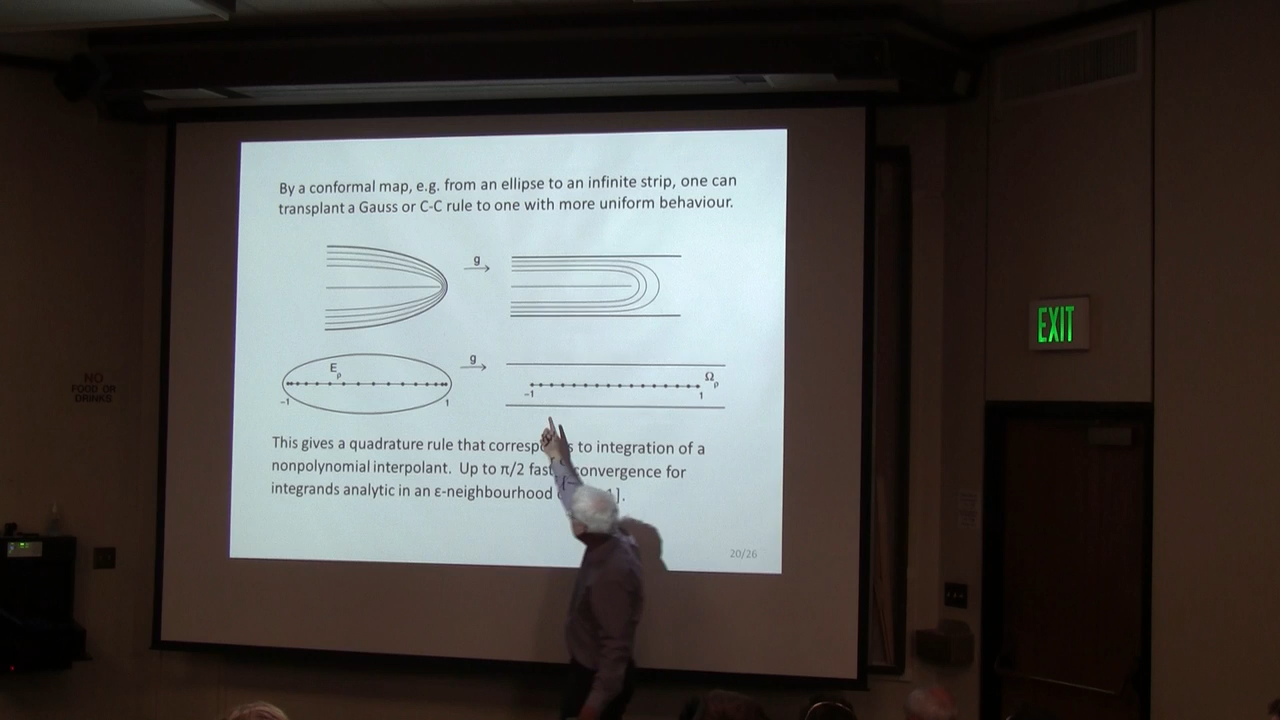 By a conformal map, e.g. from an ellipse to an infinite strip, one can
transplant a Gauss or C-C rule to one with more uniform behaviour.
g
g
E ρ
-1
1
Ω ρ
-1
1
This gives a quadrature rule that corresp s to integration of a
nonpolynomial interpolant. Up to π/2 fast convergence for
integrands analytic in an ε-neighbourhood 1].
20/26
NO
FOOD OR
DRINKS
EXIT